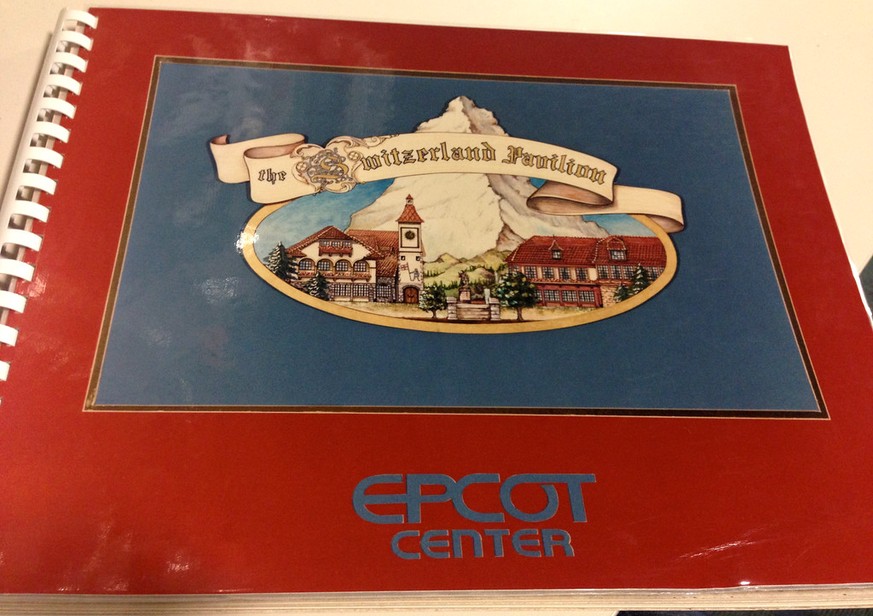 the Switzerland Pavilion
EPCOT
CENTER